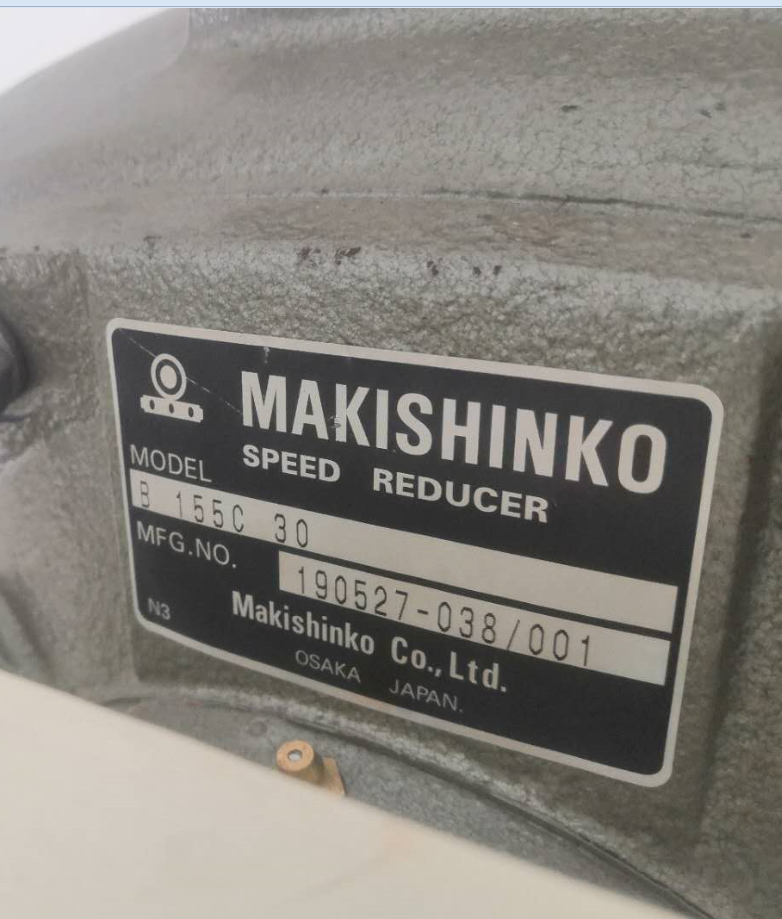 MAKISHINKO
SPEED REDUCER
MODEL
B 155C 30
MFG.NO.
190527-038/001
N3
Makishinko Co.,Ltd.
OSAKA JAPAN.